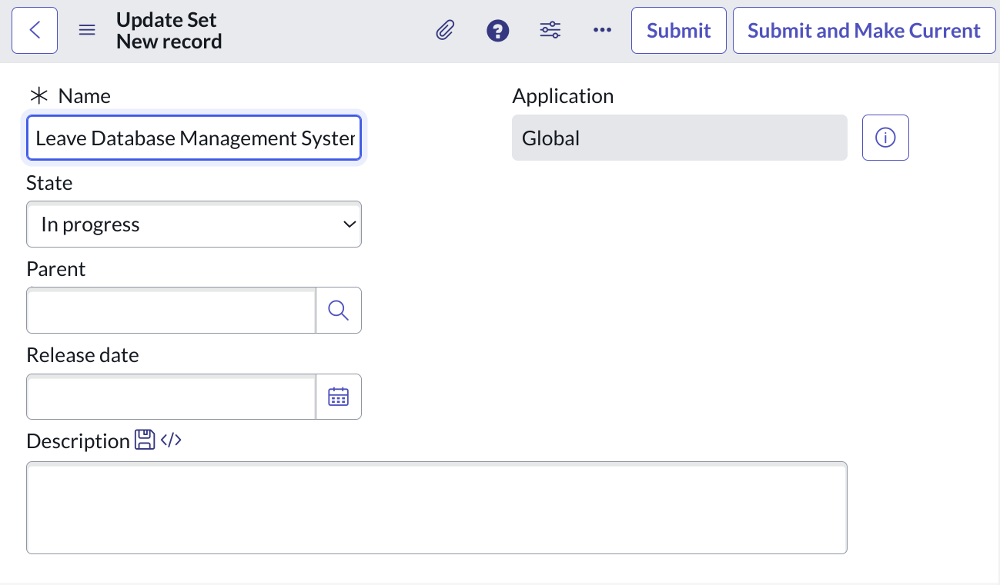 Update Set
New record
Submit
Submit and Make Current
Name
Application
Leave Database Management
Global
State
In progress
Parent
Release date
Description